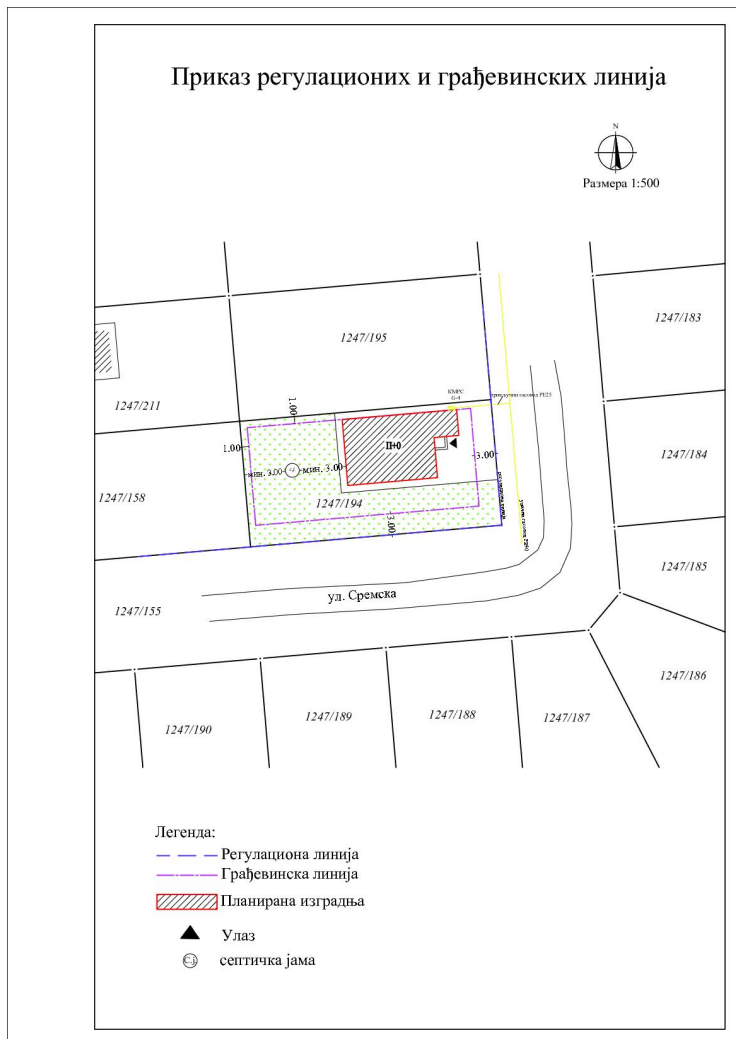 Приказ регулационих и грађевинских линија
N
Размера 1:500
1247/183
1247/195
КМРС
G-4
1247/211
1.00
1.00
П+0
3.00
1247/184
мин. 3.00
мин. 3.00
1247/158
1247/194
3.00
регулациона линија
1247/185
1247/155
ул. Сремска
1247/186
1247/190
1247/189
1247/188
1247/187
Легенда:
Регулациона линија
Грађевинска линија
Планирана изградња
Улаз
С.ј.
септичка јама